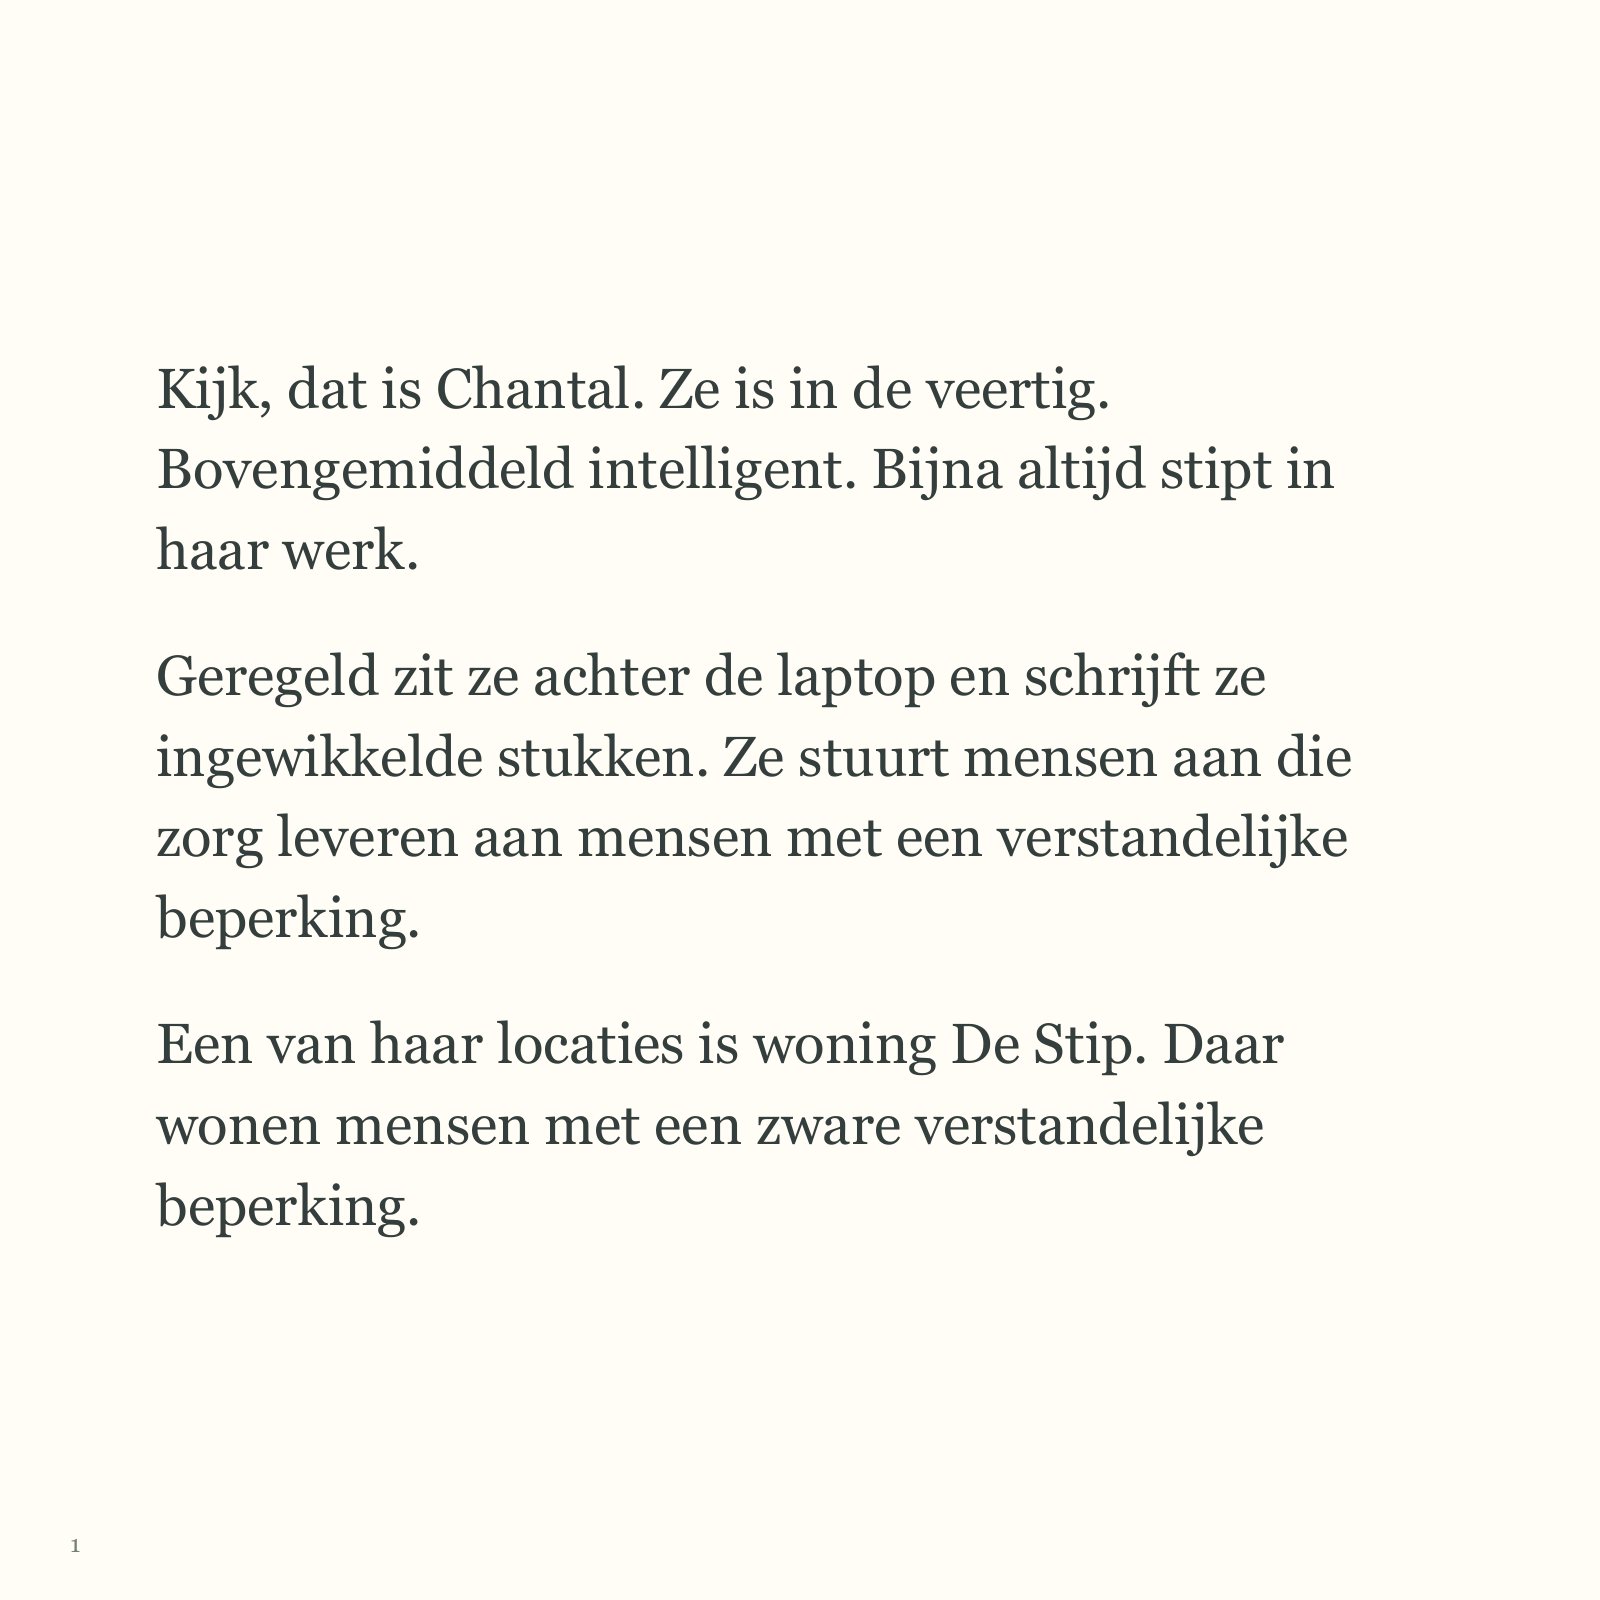 Kijk, dat is Chantal. Ze is in de veertig.
Bovengemiddeld intelligent. Bijna altijd stipt in
haar werk.
Geregeld zit ze achter de laptop en schrijft ze
ingewikkelde stukken. Ze stuurt mensen aan die
zorg leveren aan mensen met een verstandelijke
beperking.
Een van haar locaties is woning De Stip. Daar
wonen mensen met een zware verstandelijke
beperking.
1